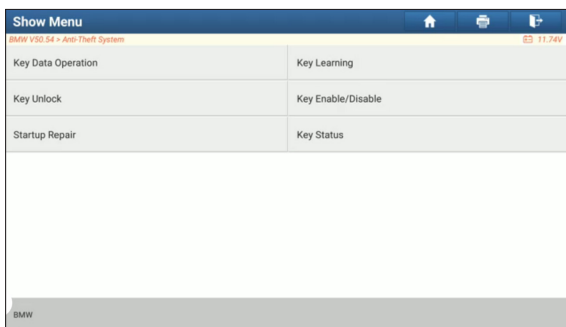 Show Menu
BMW V50.54 > Anti-Theft System 11.74V
Key Data Operation Key Learning
Key Unlock Key Enable/Disable
Startup Repair Key Status
BMW